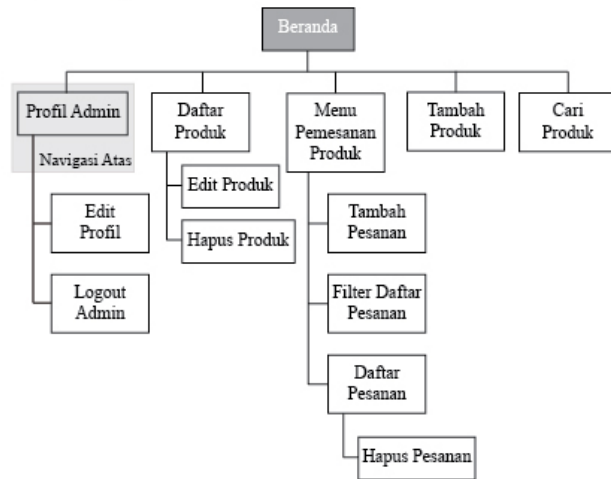 Beranda
Profil Admin
Navigasi Atas
Edit
Profil
Logout
Admin
Daftar
Produk
Edit Produk
Hapus Produk
Menu
Pemesanan
Produk
Tambah
Pesanan
Filter Daftar
Pesanan
Daftar
Pesanan
Hapus Pesanan
Tambah
Produk
Cari
Produk